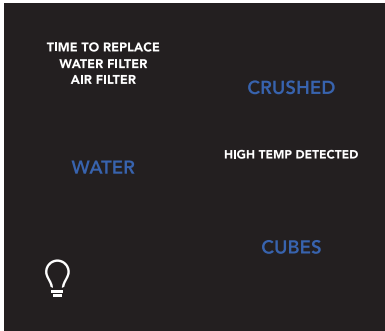 TIME TO REPLACE
WATER FILTER
AIR FILTER
CRUSHED
HIGH TEMP DETECTED
WATER
CUBES